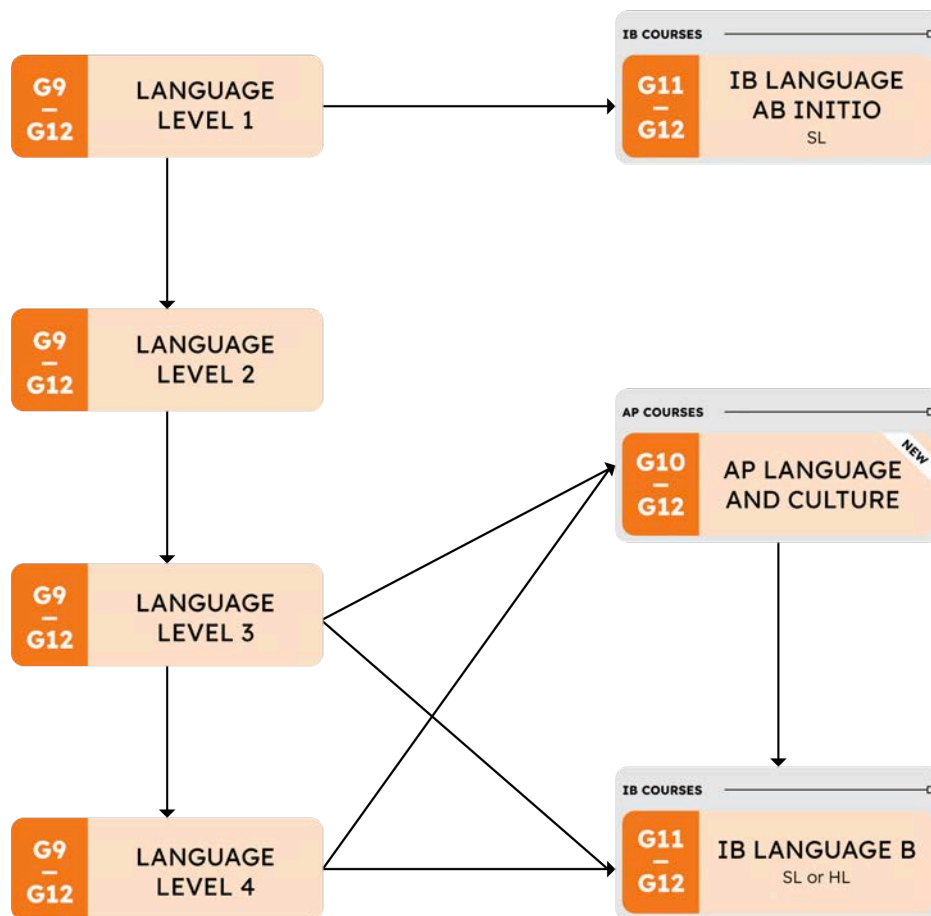 IB COURSES
G9
–
G12
LANGUAGE
LEVEL 1
G11
–
G12
IB LANGUAGE
AB INITIO
SL
G9
–
G12
LANGUAGE
LEVEL 2
AP COURSES
G10
–
G12
AP LANGUAGE
AND CULTURE
NEW
G9
–
G12
LANGUAGE
LEVEL 3
IB COURSES
G9
–
G12
LANGUAGE
LEVEL 4
G11
–
G12
IB LANGUAGE B
SL or HL